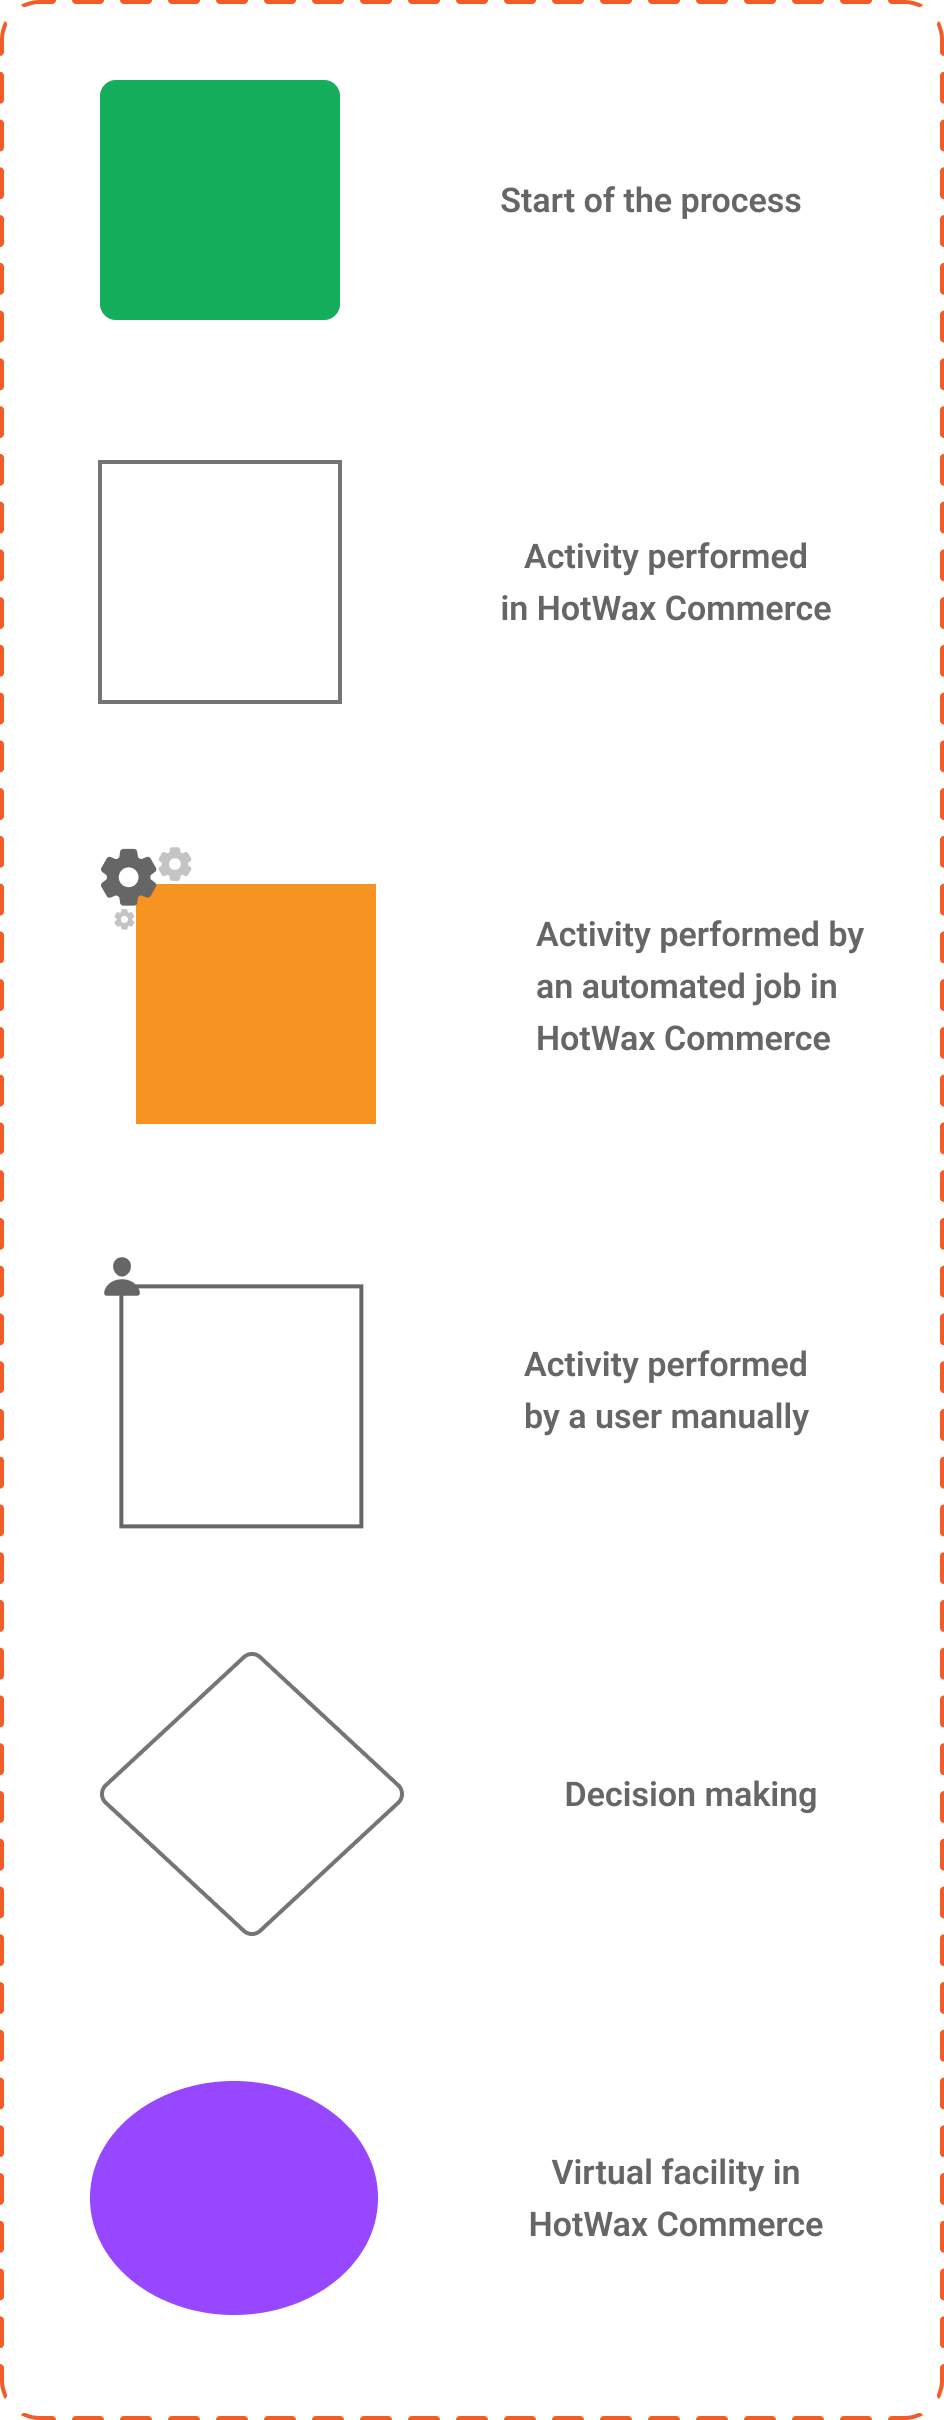 Start of the process
Activity performed
in HotWax Commerce
Activity performed by
an automated job in
HotWax Commerce
Activity performed
by a user manually
Decision making
Virtual facility in
HotWax Commerce